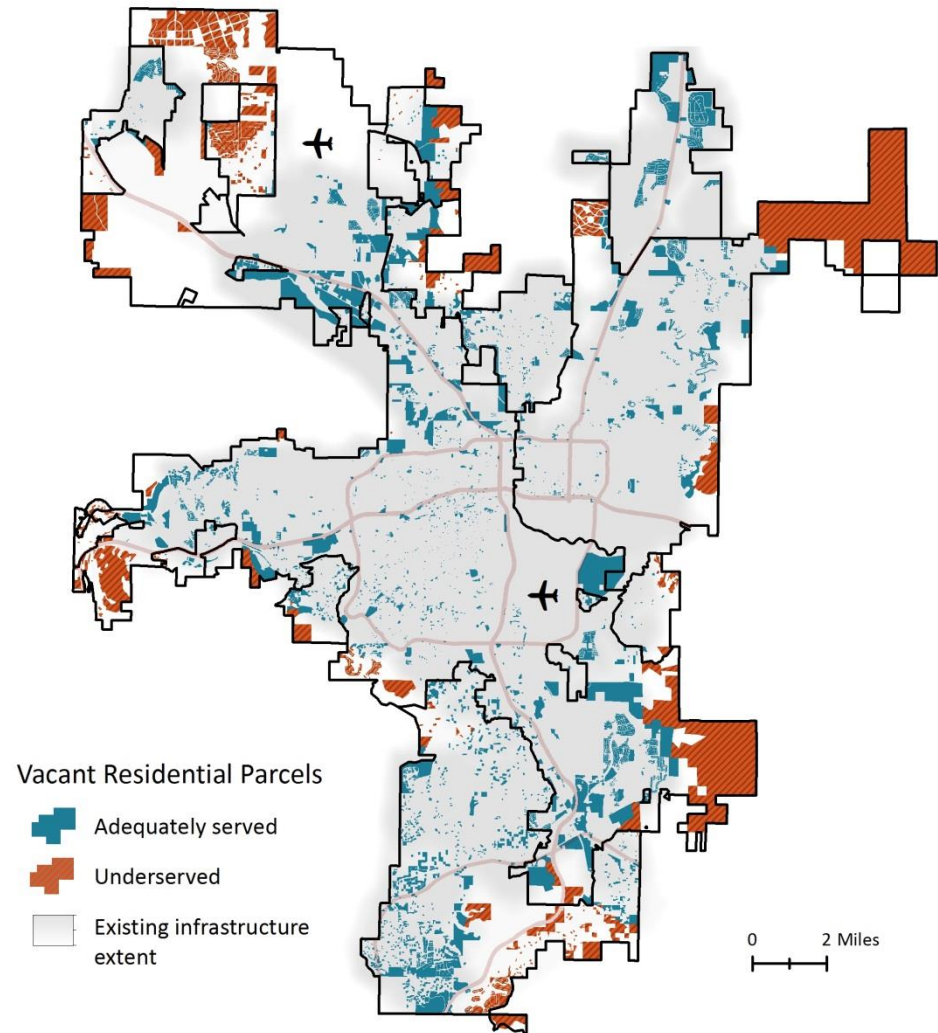 Vacant Residential Parcels
Adequately served
Underserved
Existing infrastructure
extent
0 2 Miles